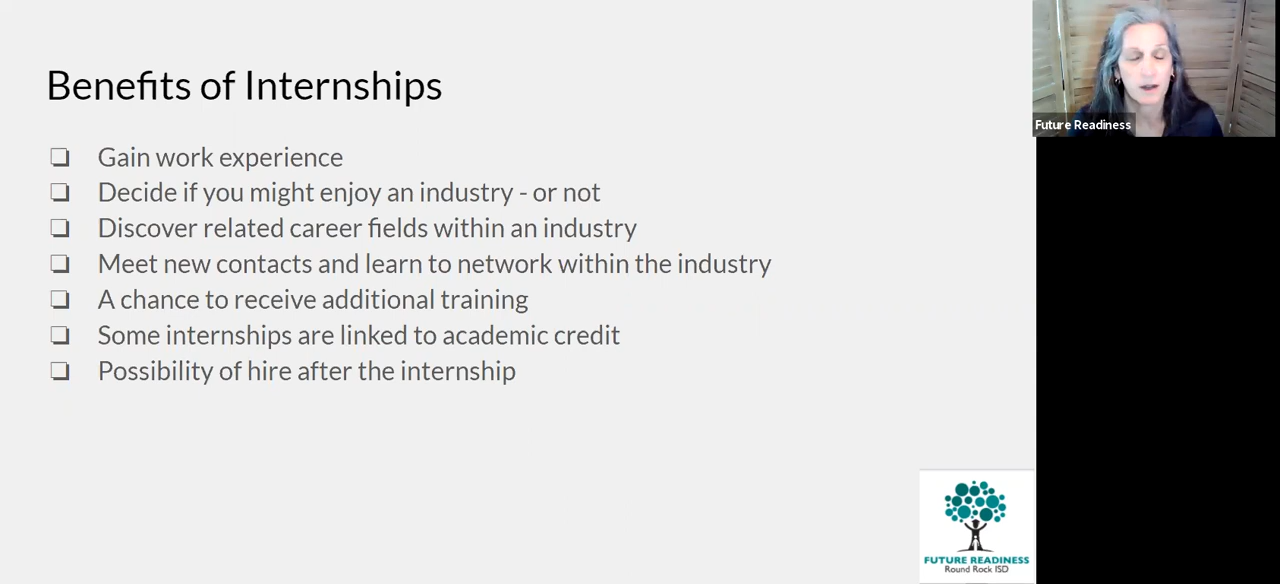 Benefits of Internships
❏ Gain work experience
❏ Decide if you might enjoy an industry - or not
❏ Discover related career fields within an industry
❏ Meet new contacts and learn to network within the industry
❏ A chance to receive additional training
❏ Some internships are linked to academic credit
❏ Possibility of hire after the internship
Future Readiness
FUTURE READINESS
Round Rock ISD